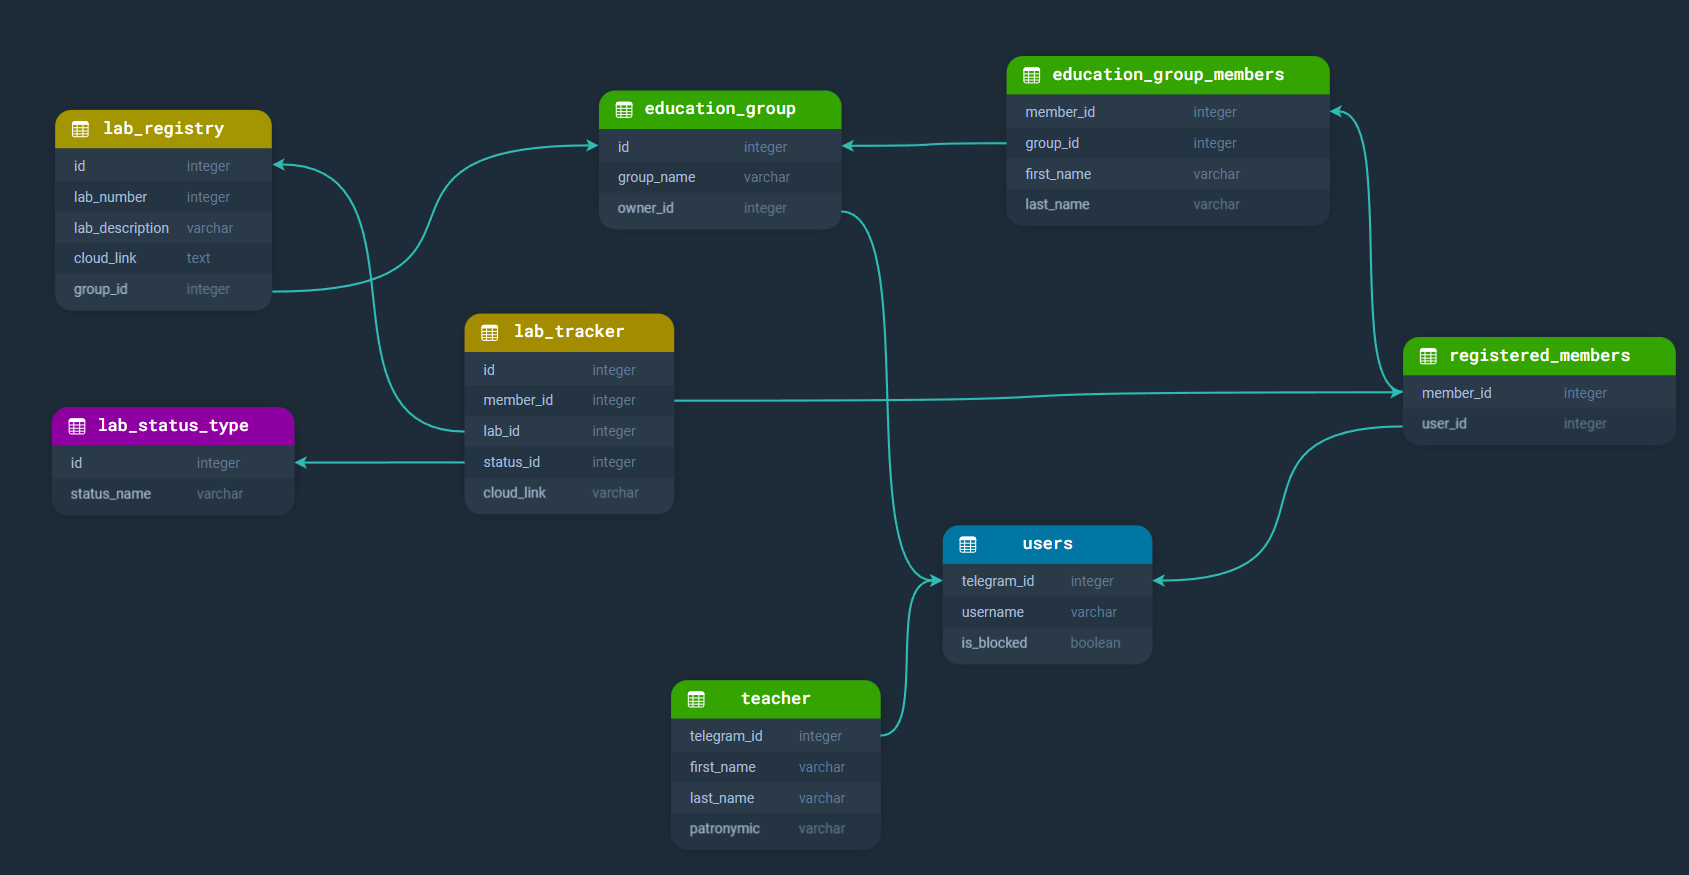 lab_registry
id integer
lab_number integer
lab_description varchar
cloud_link text
group_id integer
education_group
id integer
group_name varchar
owner_id integer
education_group_members
member_id integer
group_id integer
first_name varchar
last_name varchar
lab_tracker
id integer
member_id integer
lab_id integer
status_id integer
cloud_link varchar
registered_members
member_id integer
user_id integer
lab_status_type
id integer
status_name varchar
users
telegram_id integer
username varchar
is_blocked boolean
teacher
telegram_id integer
first_name varchar
last_name varchar
patronymic varchar